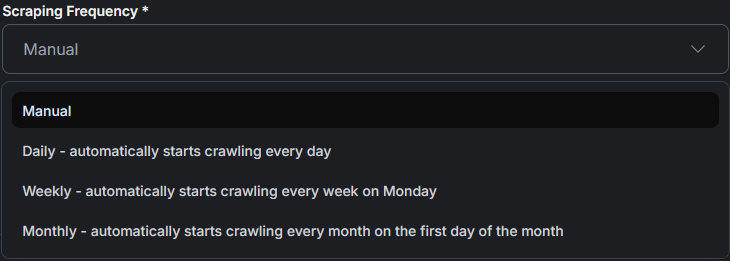 Scraping Frequency *
Manual
Manual
Daily - automatically starts crawling every day
Weekly - automatically starts crawling every week on Monday
Monthly - automatically starts crawling every month on the first day of the month